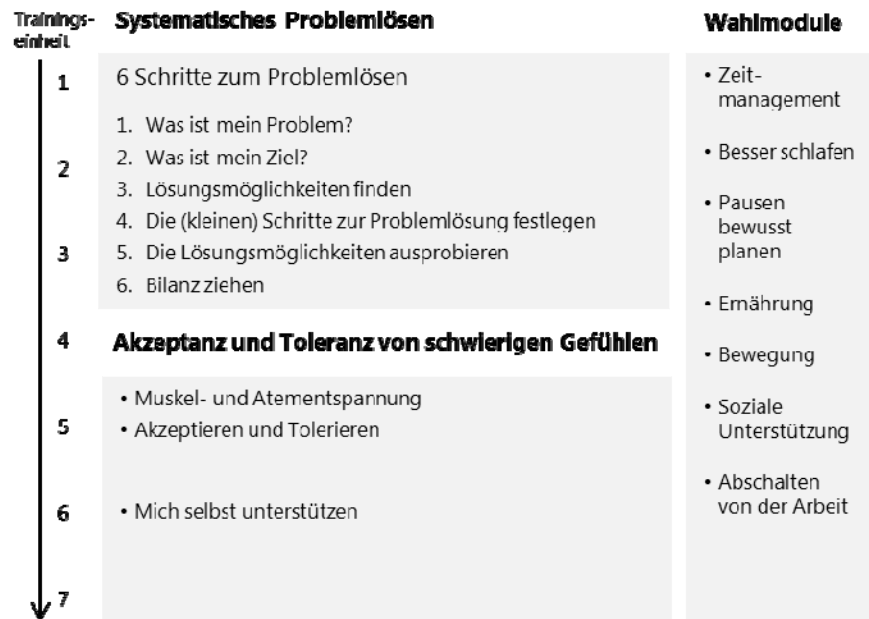 Trainings-
einheit
Systematisches Problemlösen
Wahlmodule
1
6 Schritte zum Problemlösen
1. Was ist mein Problem?
2
2. Was ist mein Ziel?
3. Lösungsmöglichkeiten finden
4. Die (kleinen) Schritte zur Problemlösung festlegen
3
5. Die Lösungsmöglichkeiten ausprobieren
6. Bilanz ziehen
4
Akzeptanz und Toleranz von schwierigen Gefühlen
• Muskel- und Atementspannung
5
• Akzeptieren und Tolerieren
6
• Mich selbst unterstützen
7
• Zeit-
management
• Besser schlafen
• Pausen
bewusst
planen
• Ernährung
• Bewegung
• Soziale
Unterstützung
• Abschalten
von der Arbeit